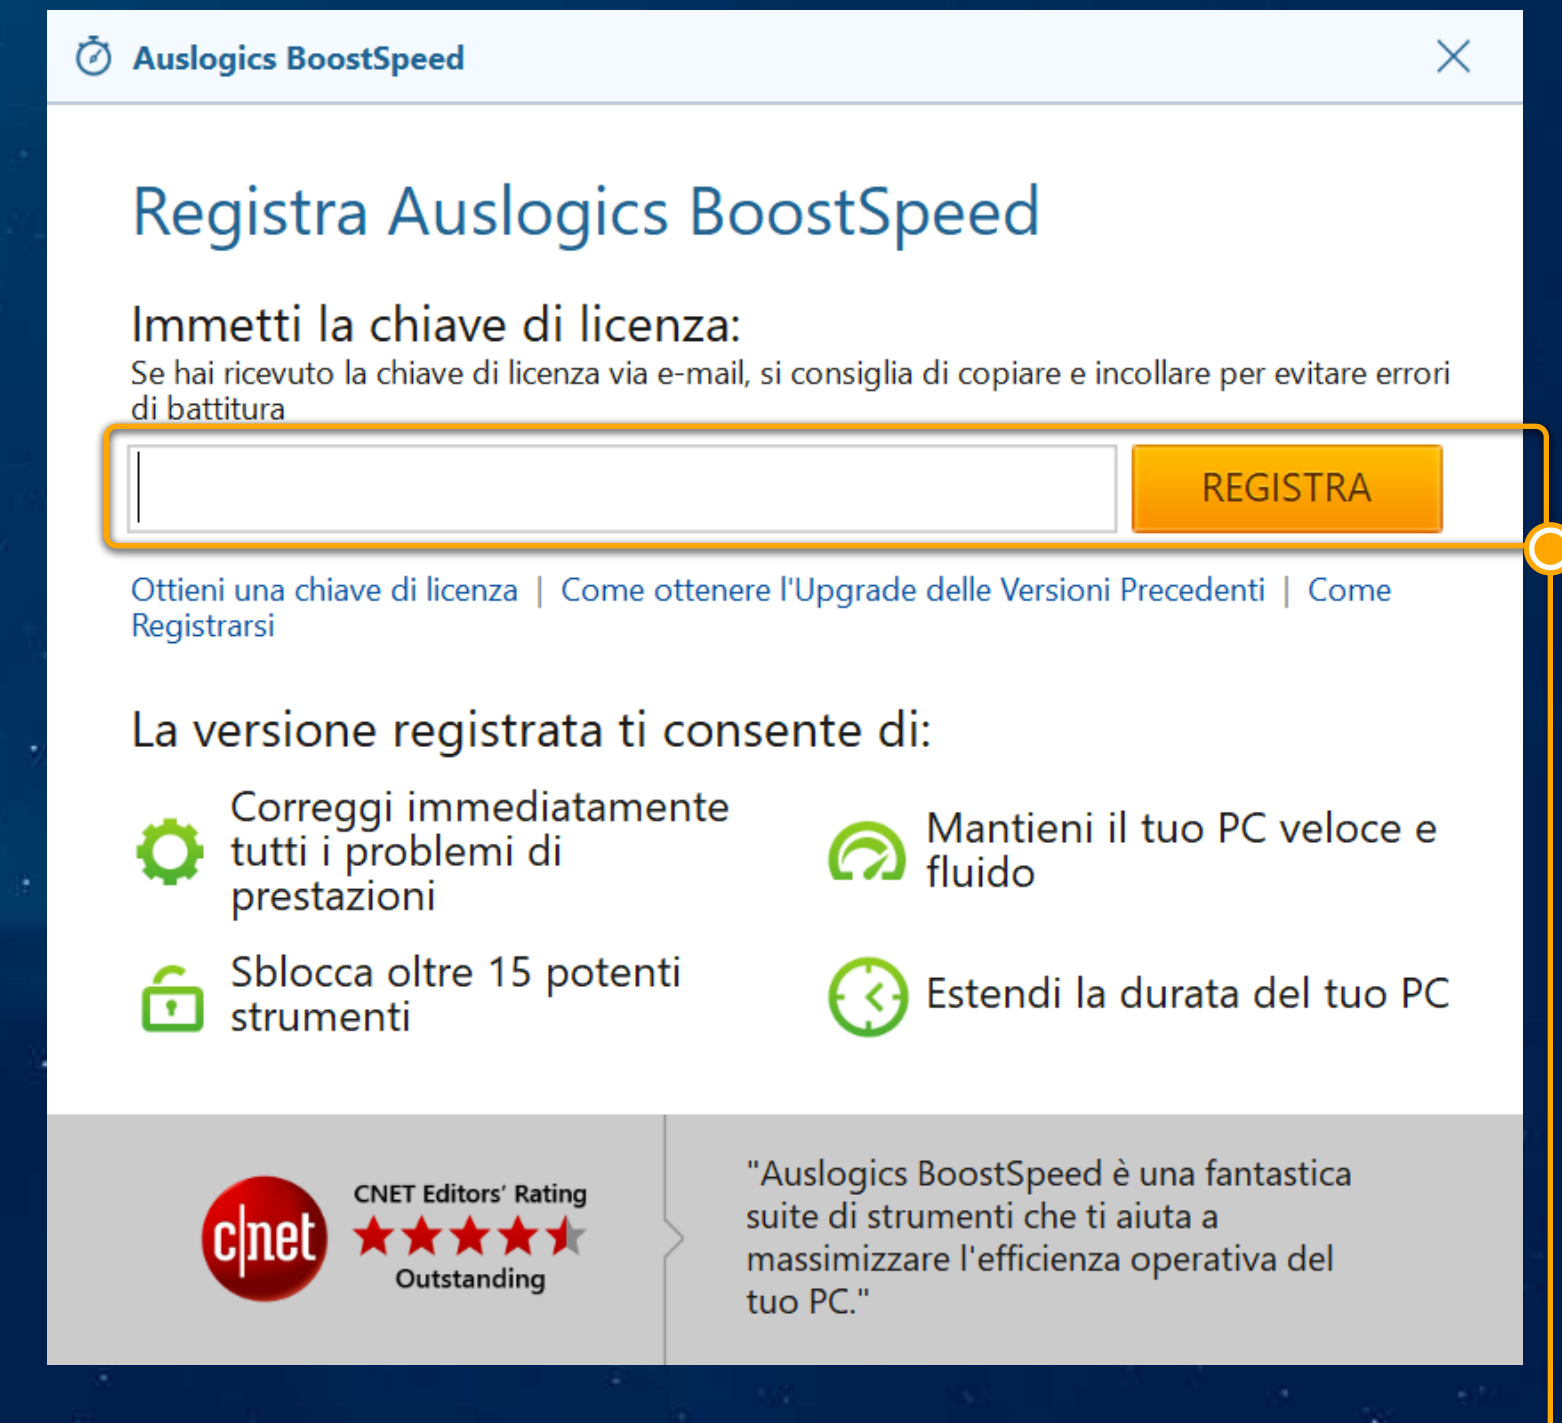 Auslogics BoostSpeed
Registra Auslogics BoostSpeed
Immetti la chiave di licenza:
Se hai ricevuto la chiave di licenza via e-mail, si consiglia di copiare e incollare per evitare errori
di battitura
REGISTRA
Ottieni una chiave di licenza | Come ottenere l'Upgrade delle Versioni Precedenti | Come
Registrarsi
La versione registrata ti consente di:
Correggi immediatamente
tutti i problemi di
prestazioni
Mantieni il tuo PC veloce e
fluido
Sblocca oltre 15 potenti
strumenti
Estendi la durata del tuo PC
c|net
CNET Editors' Rating
Outstanding
"Auslogics BoostSpeed è una fantastica
suite di strumenti che ti aiuta a
massimizzare l'efficienza operativa del
tuo PC."